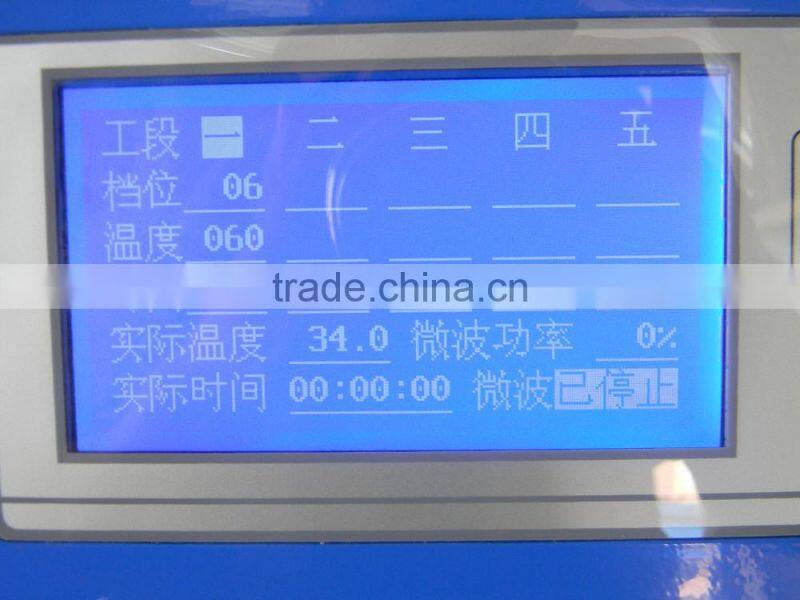 工段 一 二 三 四 五
档位 06
温度 060
trade.china.cn
实际温度 34.0 微波功率 0%
实际时间 00:00:00 微波已停止